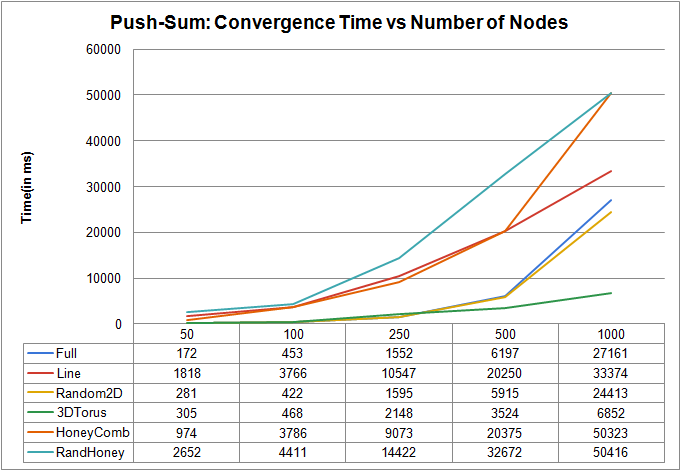 Push-Sum: Convergence Time vs Number of Nodes
60000
50000
40000
30000
20000
10000
0
Time(in ms)
50 100 250 500 1000
Full 172 453 1552 6197 27161
Line 1818 3766 10547 20250 33374
Random2D 281 422 1595 5915 24413
3DTorus 305 468 2148 3524 6852
HoneyComb 974 3786 9073 20375 50323
RandHoney 2652 4411 14422 32672 50416